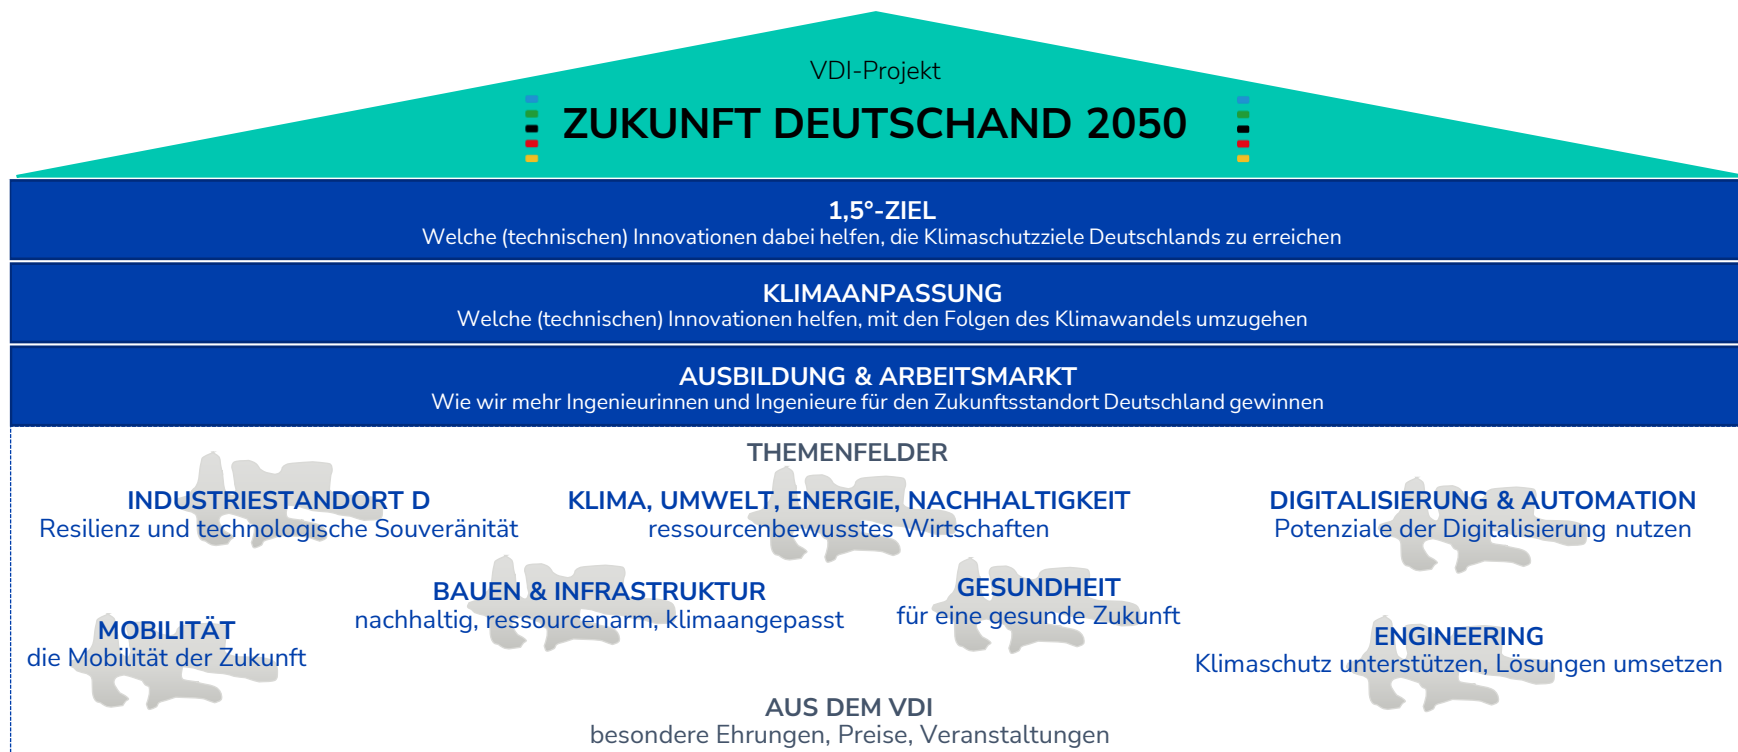 VDI-Projekt
ZUKUNFT DEUTSCHAND 2050
1,5°-ZIEL
Welche (technischen) Innovationen dabei helfen, die Klimaschutzziele Deutschlands zu erreichen
KLIMAANPASSUNG
Welche (technischen) Innovationen helfen, mit den Folgen des Klimawandels umzugehen
AUSBILDUNG & ARBEITSMARKT
Wie wir mehr Ingenieurinnen und Ingenieure für den Zukunftsstandort Deutschland gewinnen
THEMENFELDER
INDUSTRIESTANDORT D
Resilienz und technologische Souveränität
KLIMA, UMWELT, ENERGIE, NACHHALTIGKEIT
ressourcenbewusstes Wirtschaften
DIGITALISIERUNG & AUTOMATION
Potenziale der Digitalisierung nutzen
BAUEN & INFRASTRUKTUR
nachhaltig, ressourcenarm, klimaangepasst
GESUNDHEIT
für eine gesunde Zukunft
MOBILITÄT
die Mobilität der Zukunft
ENGINEERING
Klimaschutz unterstützen, Lösungen umsetzen
AUS DEM VDI
besondere Ehrungen, Preise, Veranstaltungen